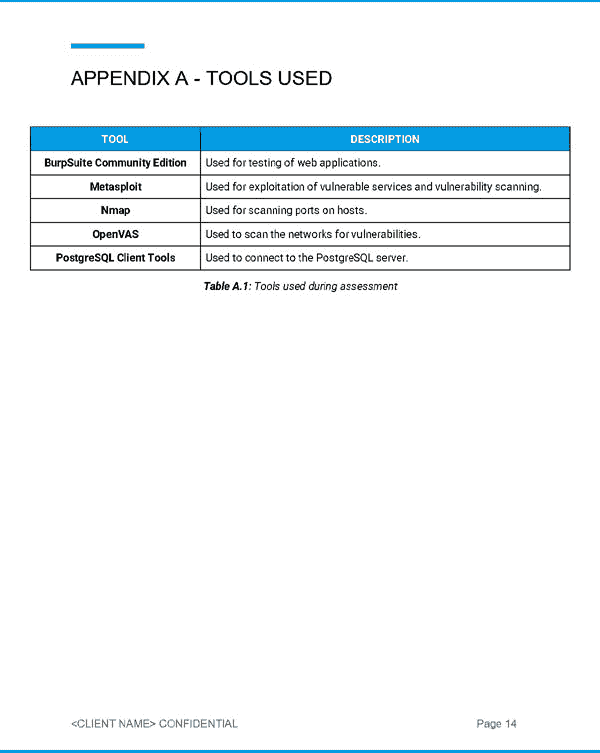 APPENDIX A - TOOLS USED
TOOL DESCRIPTION
BurpSuite Community Edition Used for testing of web applications.
Metasploit Used for exploitation of vulnerable services and vulnerability scanning.
Nmap Used for scanning ports on hosts.
OpenVAS Used to scan the networks for vulnerabilities.
PostgreSQL Client Tools Used to connect to the PostgreSQL server.
Table A.1: Tools used during assessment
<CLIENT NAME> CONFIDENTIAL Page 14